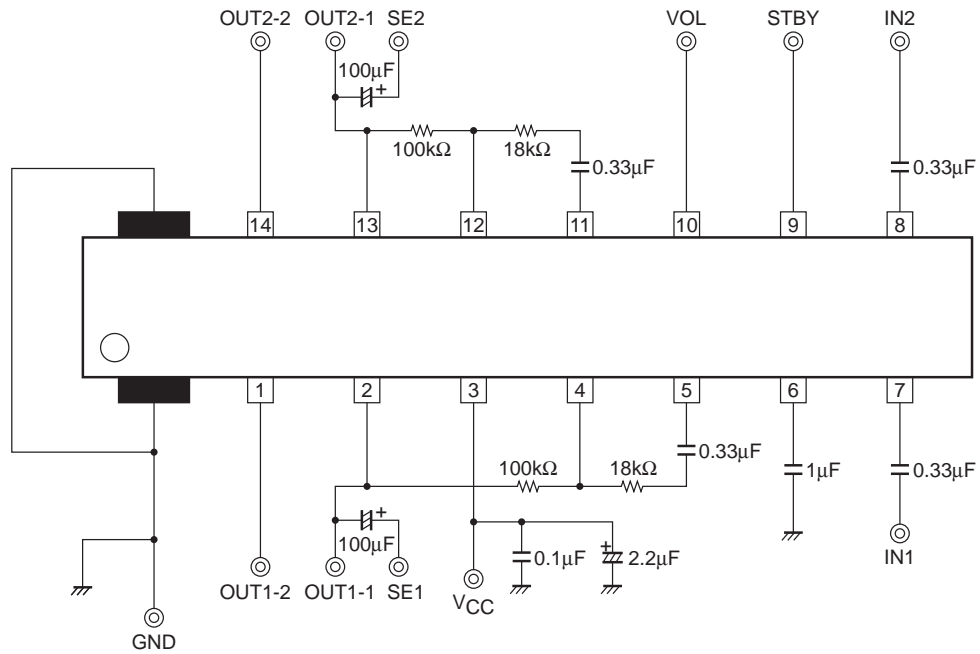 OUT2-2 OUT2-1 SE2 VOL STBY IN2
100μF
+
100kΩ 18kΩ
0.33μF 0.33μF
14 13 12 11 10 9 8
1 2 3 4 5 6 7
0.33μF
100kΩ 18kΩ 1μF 0.33μF
+
100μF
+
0.1μF 2.2μF
IN1
OUT1-2 OUT1-1 SE1 VCC
GND